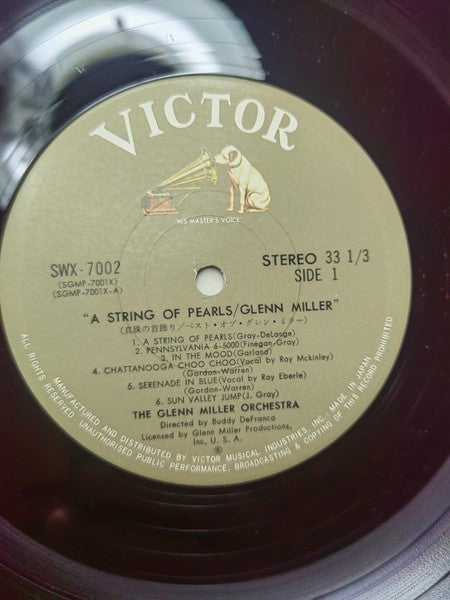 VICTOR
"HIS MASTER'S VOICE"
SWX-7002
(SGMP-7001X)
(SGMP-7001X-A)
STEREO 33 1/3
SIDE 1
"A STRING OF PEARLS/GLENN MILLER"
(真珠の首飾り/ベスト・オブ・グレン・ミラー)
1. A STRING OF PEARLS(Gray-DeLange)
2. PENNSYLVANIA 6-5000(Finegan-Gray)
3. IN THE MOOD(Garland)
4. CHATTANOOGA CHOO CHOO(Vocal by Ray McKinley)
(Gordon-Warren)
5. SERENADE IN BLUE(Vocal by Ray Eberle)
(Gordon-Warren)
6. SUN VALLEY JUMP(J. Gray)
THE GLENN MILLER ORCHESTRA
Directed by Buddy DeFranco
Licensed by Glenn Miller Productions,
Inc, U. S. A.
MANUFACTURED AND DISTRIBUTED BY VICTOR MUSICAL INDUSTRIES, INC. MADE IN JAPAN
ALL RIGHTS RESERVED UNAUTHORISED PUBLIC PERFORMANCE, BROADCASTING & COPYING OF THIS RECORD PROHIBITED